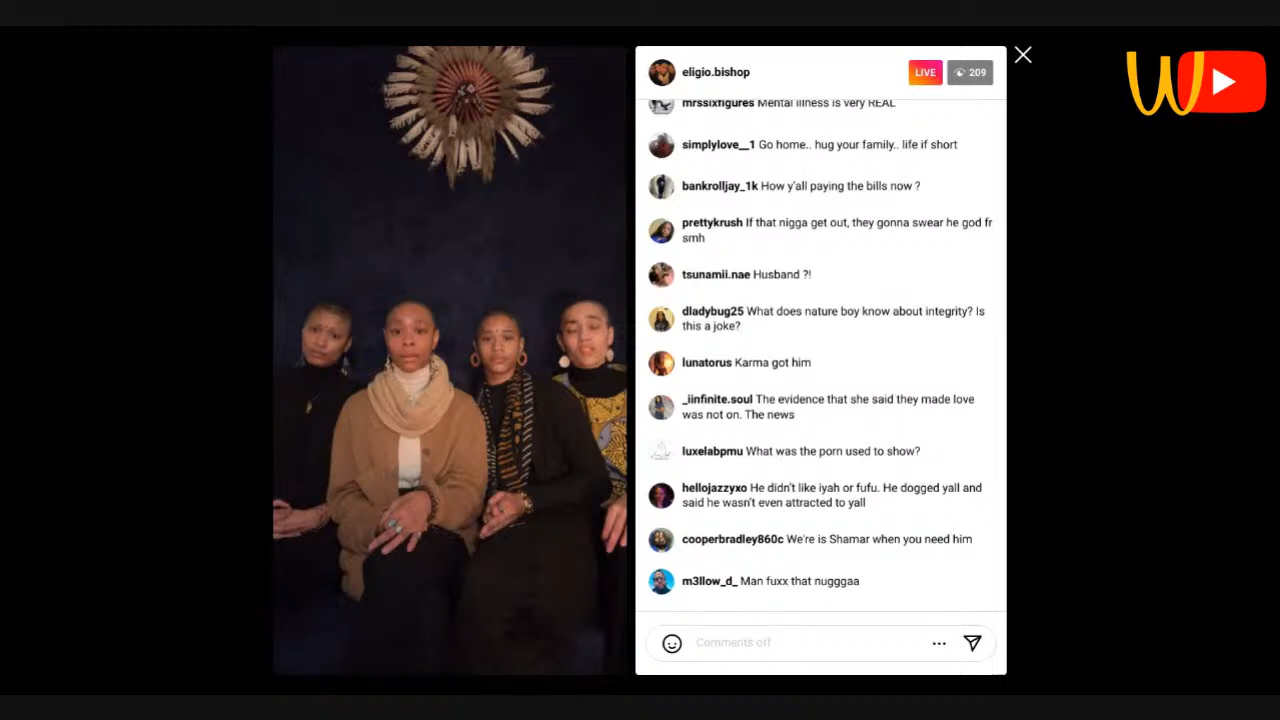 eligio.bishop
LIVE
209
mrssixfigures Mental illness is very REAL
simplylove__1 Go home.. hug your family.. life if short
bankrolljay_1k How y'all paying the bills now ?
prettykrush If that nigga get out, they gonna swear he god fr
smh
tsunamii.nae Husband ?!
dladybug25 What does nature boy know about integrity? Is
this a joke?
lunatorus Karma got him
_iinfinite.soul The evidence that she said they made love
was not on. The news
luxelabpmu What was the porn used to show?
hellojazzyxo He didn't like iyah or fufu. He dogged yall and
said he wasn't even attracted to yall
cooperbradley860c We're is Shamar when you need him
m3llow_d_ Man fuxx that nugggaa
Comments off
W